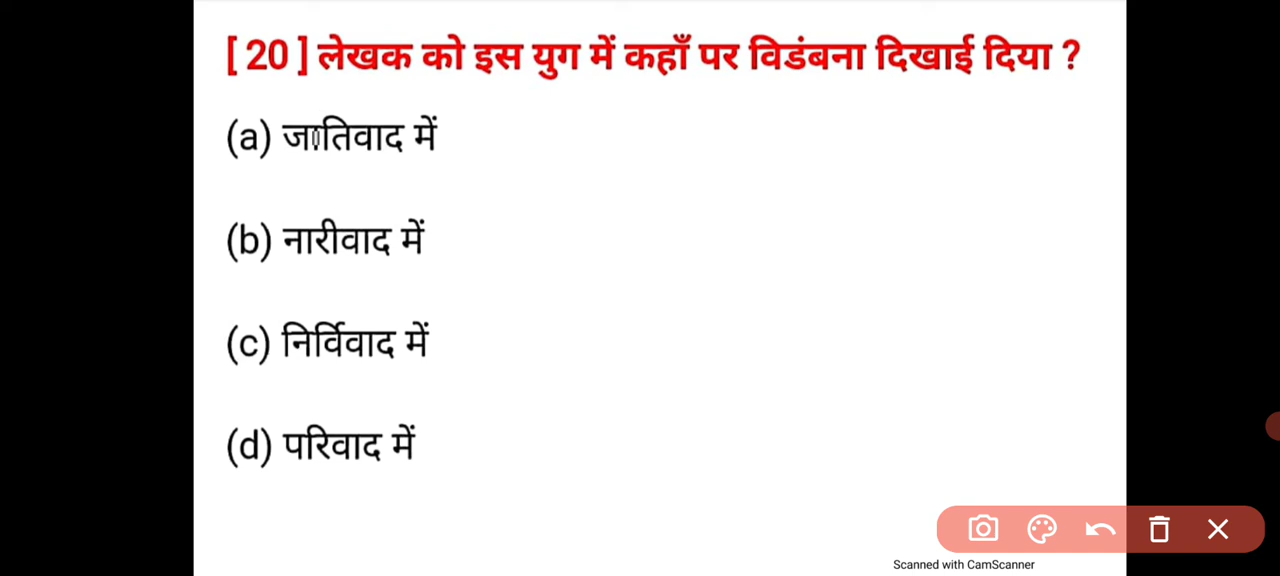 [ 20 ] लेखक को इस युग में कहाँ पर विडंबना दिखाई दिया ?
(a) जातिवाद में
(b) नारीवाद में
(c) निर्विवाद में
(d) परिवाद में
Scanned with CamScanner